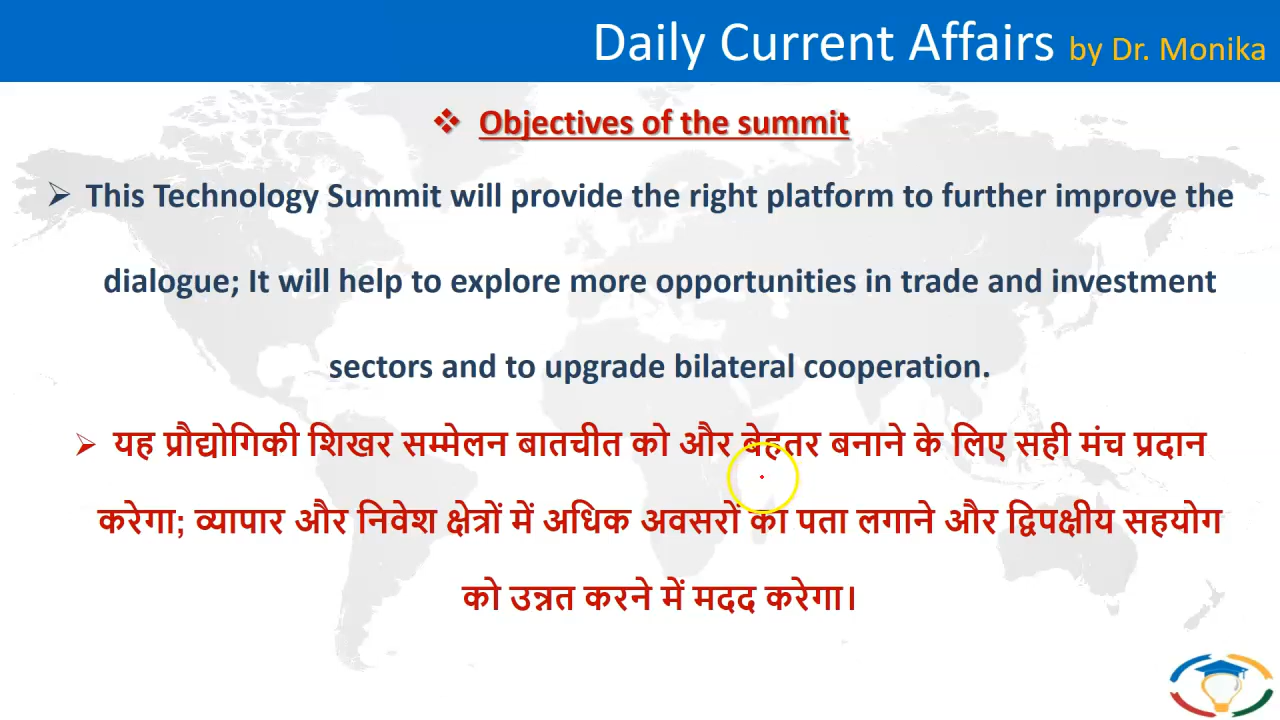 Daily Current Affairs by Dr. Monika
❖ Objectives of the summit
➢ This Technology Summit will provide the right platform to further improve the
dialogue; It will help to explore more opportunities in trade and investment
sectors and to upgrade bilateral cooperation.
➢ यह प्रौद्योगिकी शिखर सम्मेलन बातचीत को और बेहतर बनाने के लिए सही मंच प्रदान
करेगा; व्यापार और निवेश क्षेत्रों में अधिक अवसरों का पता लगाने और द्विपक्षीय सहयोग
को उन्नत करने में मदद करेगा।